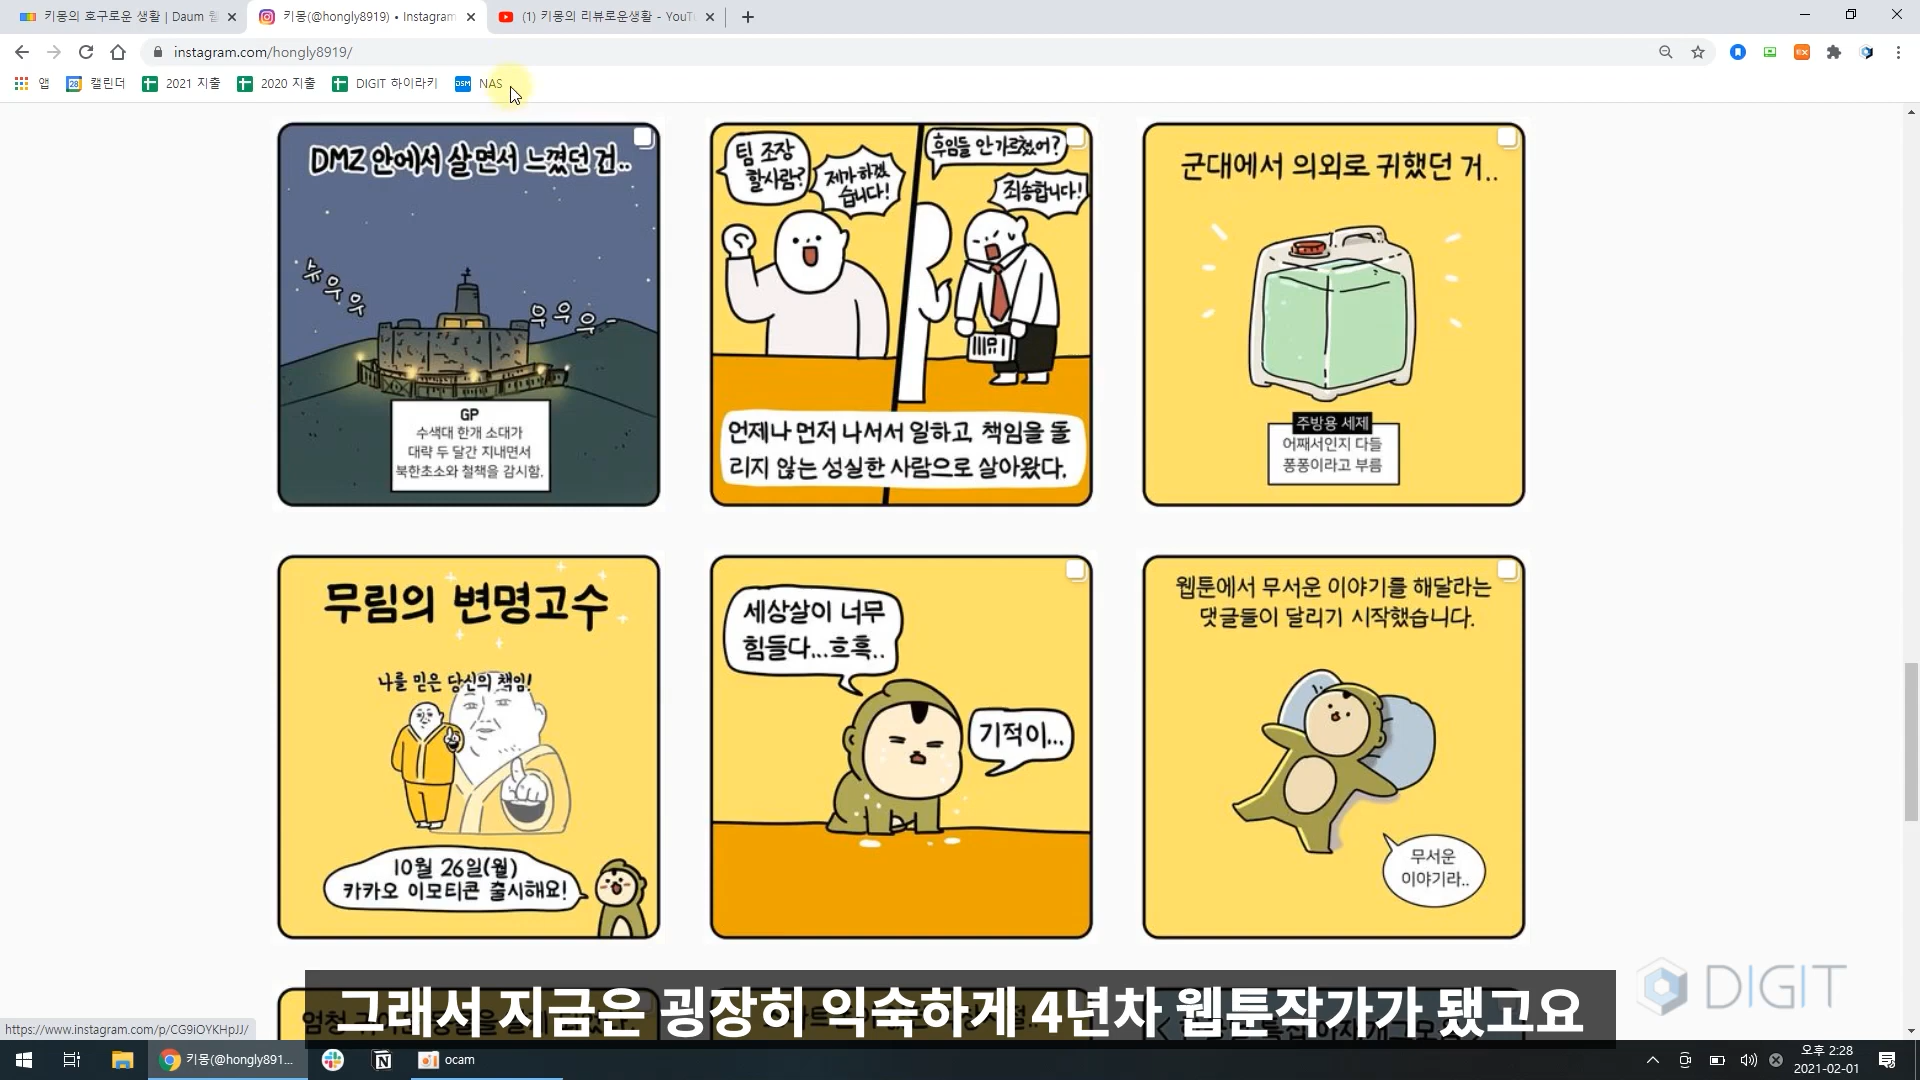 키몽의 호구로운 생활 | Daum 웹
키몽(@hongly8919) • Instagram
(1) 키몽의 리뷰로운생활 - YouTu
instagram.com/hongly8919/
앱
28
캘린더
2021 지출
2020 지출
DIGIT 하이라키
DSM
NAS
DMZ 안에서 살면서 느꼈던 건..
슈우우우
우우우-
GP
수색대 한개 소대가
대략 두 달간 지내면서
북한초소와 철책을 감시함.
팀 조장
할사람?
제가 하겠
습니다!
후임들 안가르쳤어?
죄송합니다!
언제나 먼저 나서서 일하고, 책임을 돌
리지 않는 성실한 사람으로 살아왔다.
군대에서 의외로 귀했던 거..
주방용 세제
어째서인지 다들
퐁퐁이라고 부름
무림의 변명고수
나를 믿은 당신의 책임!
10월 26일(월)
카카오 이모티콘 출시해요!
세상살이 너무
힘들다...흐흑..
기적이...
웹툰에서 무서운 이야기를 해달라는
댓글들이 달리기 시작했습니다.
무서운
이야기라..
DIGIT
그래서 지금은 굉장히 익숙하게 4년차 웹툰작가가 됐고요
https://www.instagram.com/p/CG9iOYKHpJJ/
키몽(@hongly891...
ocam
오후 2:28
2021-02-01